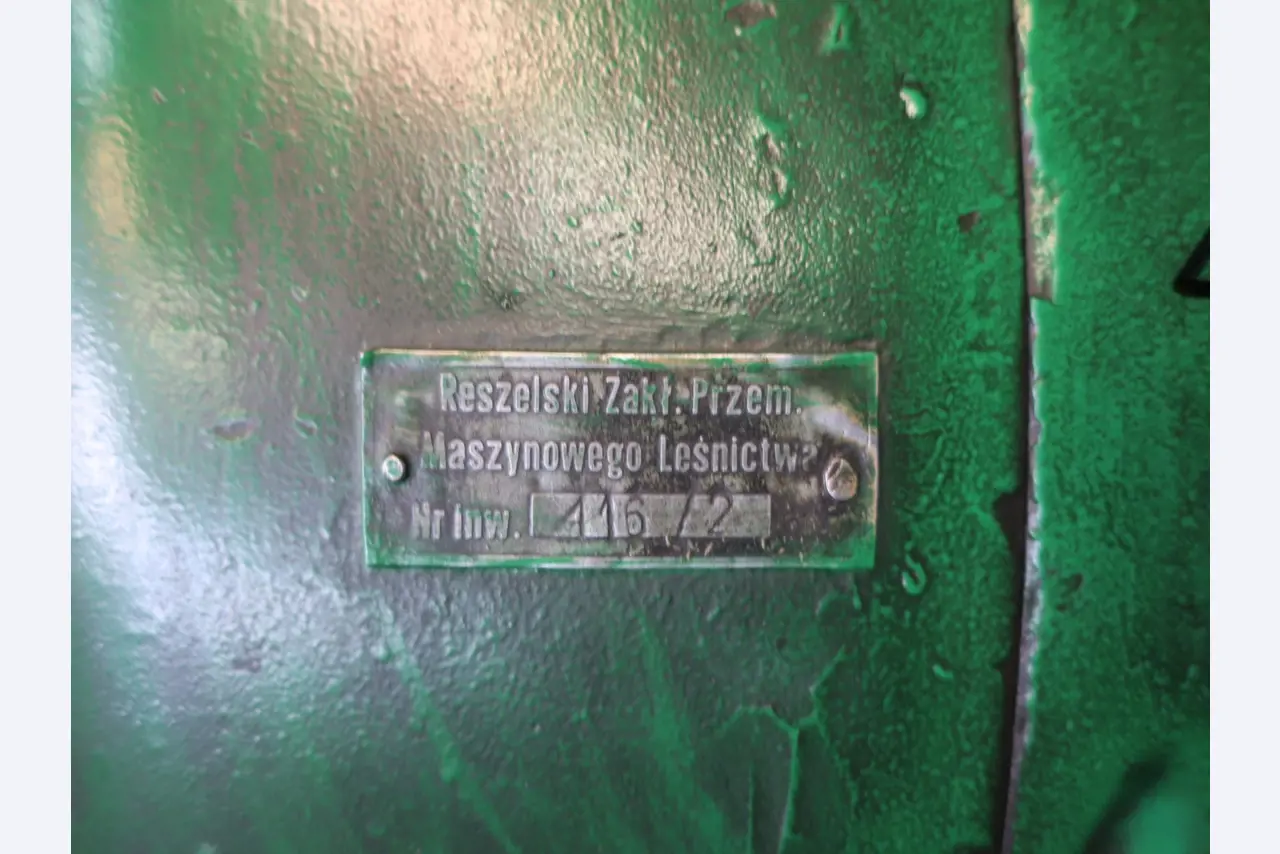 Reszelski Zakł. Przem.
Maszynowego Leśnictwa
Nr inw. 416/2